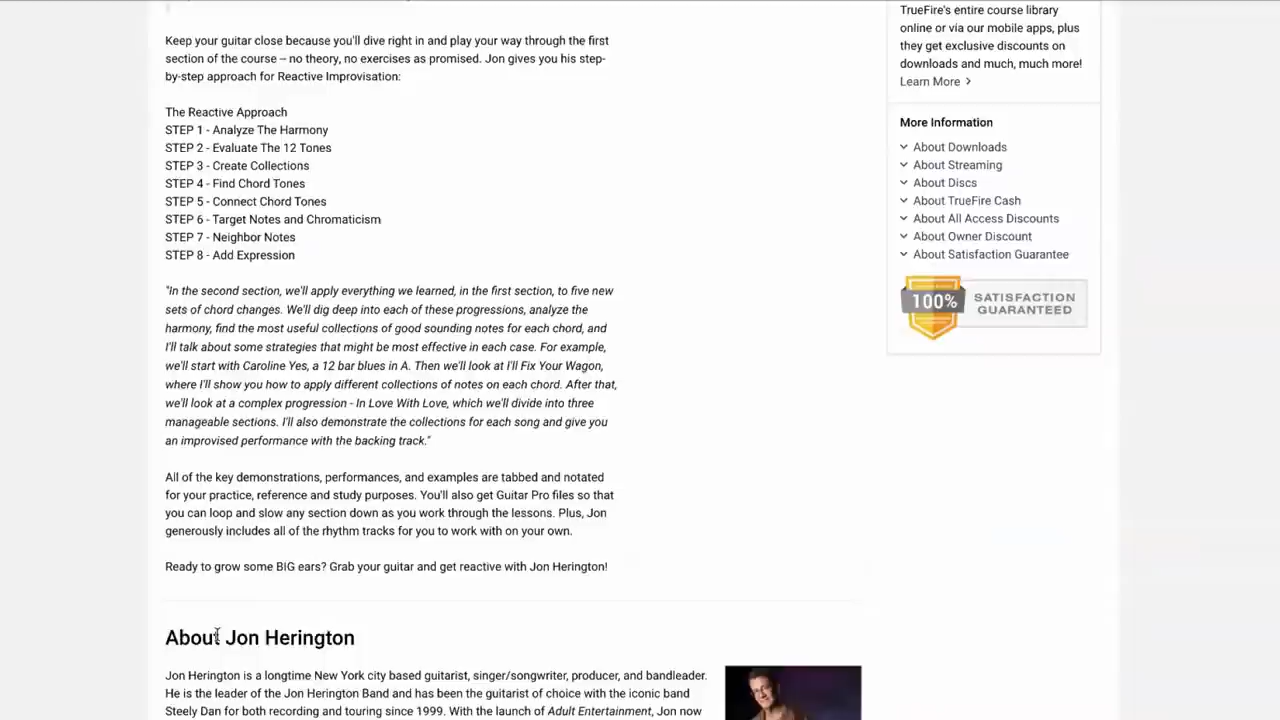 Keep your guitar close because you'll dive right in and play your way through the first
section of the course – no theory, no exercises as promised. Jon gives you his step-
by-step approach for Reactive Improvisation:
The Reactive Approach
STEP 1 - Analyze The Harmony
STEP 2 - Evaluate The 12 Tones
STEP 3 - Create Collections
STEP 4 - Find Chord Tones
STEP 5 - Connect Chord Tones
STEP 6 - Target Notes and Chromaticism
STEP 7 - Neighbor Notes
STEP 8 - Add Expression
"In the second section, we'll apply everything we learned, in the first section, to five new
sets of chord changes. We'll dig deep into each of these progressions, analyze the
harmony, find the most useful collections of good sounding notes for each chord, and
I'll talk about some strategies that might be most effective in each case. For example,
we'll start with Caroline Yes, a 12 bar blues in A. Then we'll look at I'll Fix Your Wagon,
where I'll show you how to apply different collections of notes on each chord. After that,
we'll look at a complex progression - In Love With Love, which we'll divide into three
manageable sections. I'll also demonstrate the collections for each song and give you
an improvised performance with the backing track."
All of the key demonstrations, performances, and examples are tabbed and notated
for your practice, reference and study purposes. You'll also get Guitar Pro files so that
you can loop and slow any section down as you work through the lessons. Plus, Jon
generously includes all of the rhythm tracks for you to work with on your own.
Ready to grow some BIG ears? Grab your guitar and get reactive with Jon Herington!
About Jon Herington
Jon Herington is a longtime New York city based guitarist, singer/songwriter, producer, and bandleader.
He is the leader of the Jon Herington Band and has been the guitarist of choice with the iconic band
Steely Dan for both recording and touring since 1999. With the launch of Adult Entertainment, Jon now
TrueFire's entire course library
online or via our mobile apps, plus
they get exclusive discounts on
downloads and much, much more!
Learn More
More Information
About Downloads
About Streaming
About Discs
About TrueFire Cash
About All Access Discounts
About Owner Discount
About Satisfaction Guarantee
100%
SATISFACTION
GUARANTEED